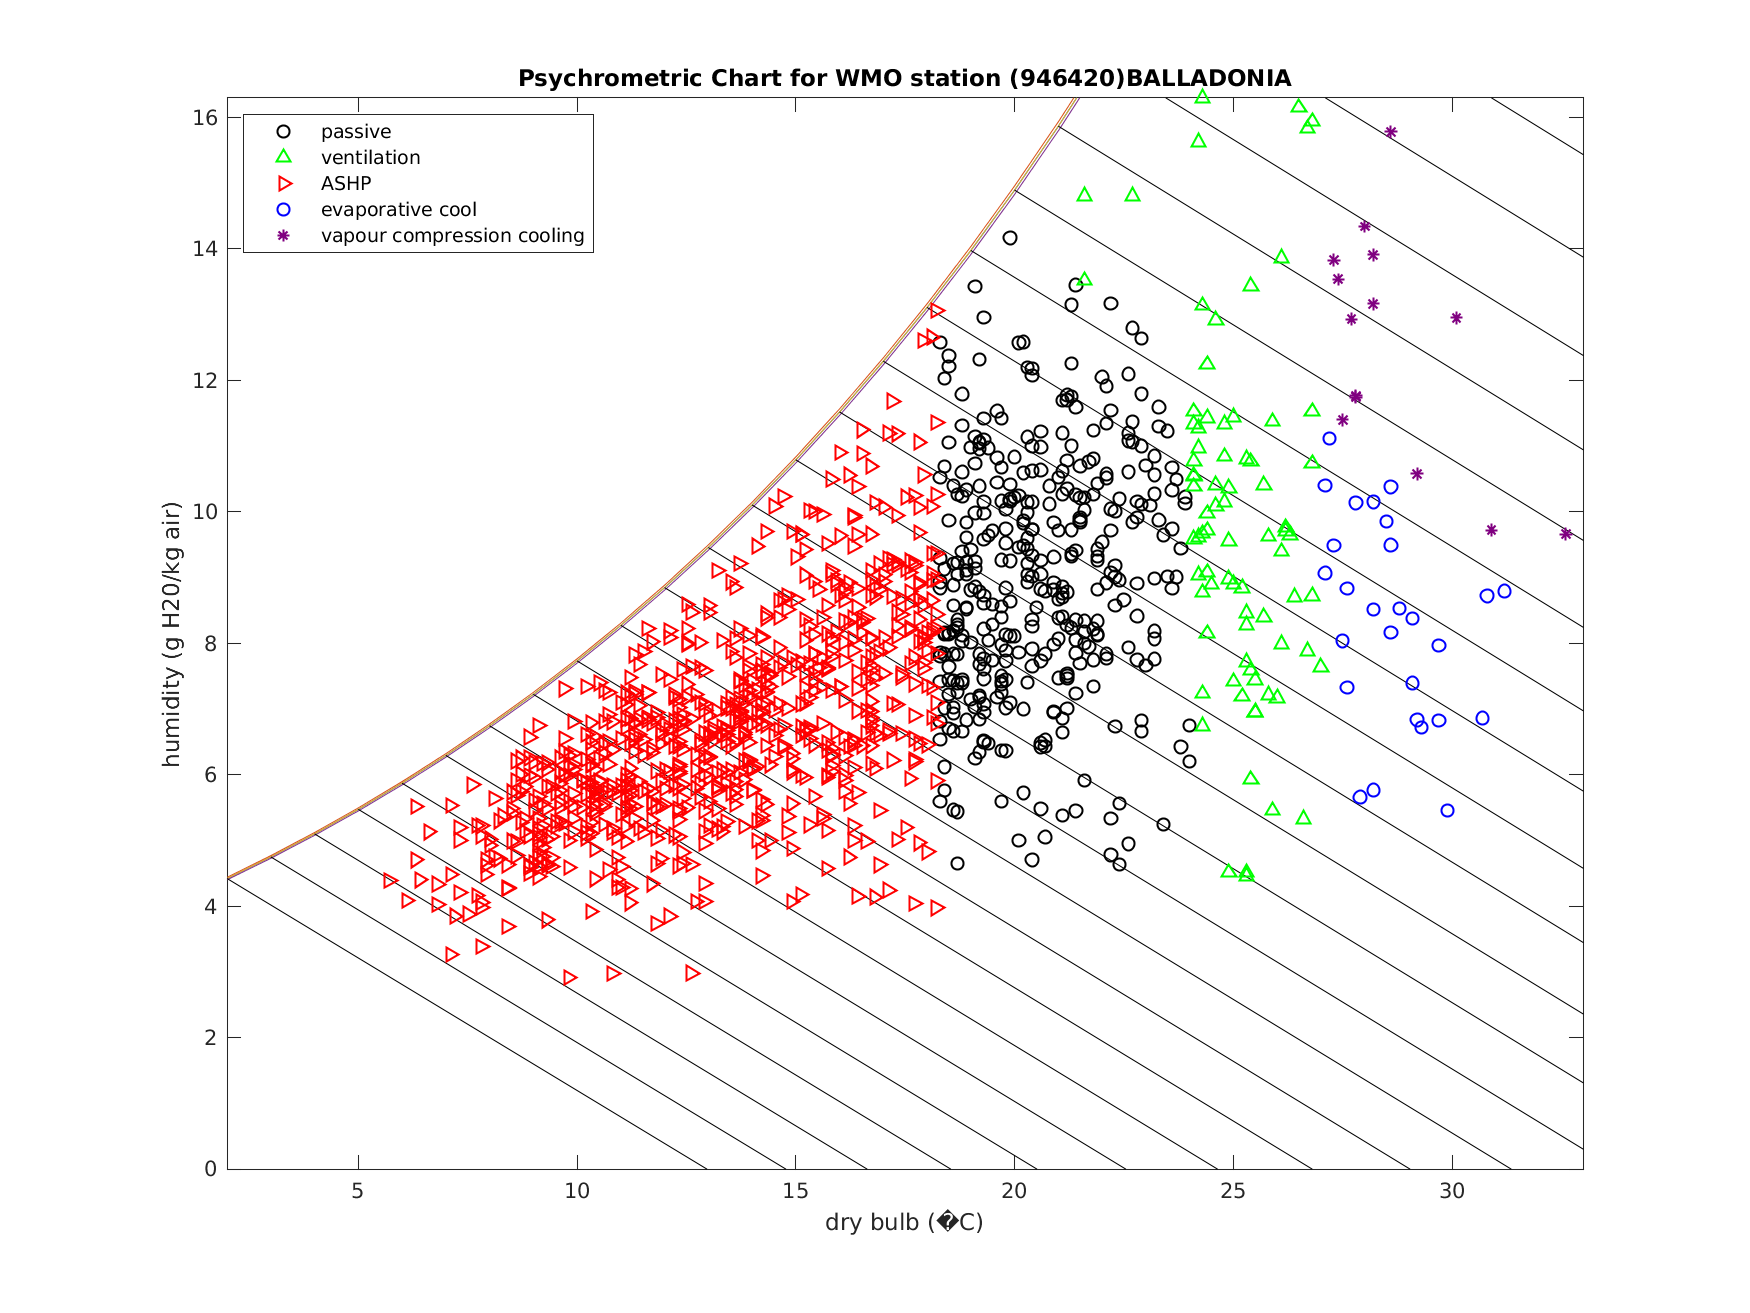 Psychrometric Chart for WMO station (946420)BALLADONIA
passive
ventilation
ASHP
evaporative cool
vapour compression cooling
humidity (g H20/kg air)
16
14
12
10
8
6
4
2
0
5 10 15 20 25 30
dry bulb (�C)